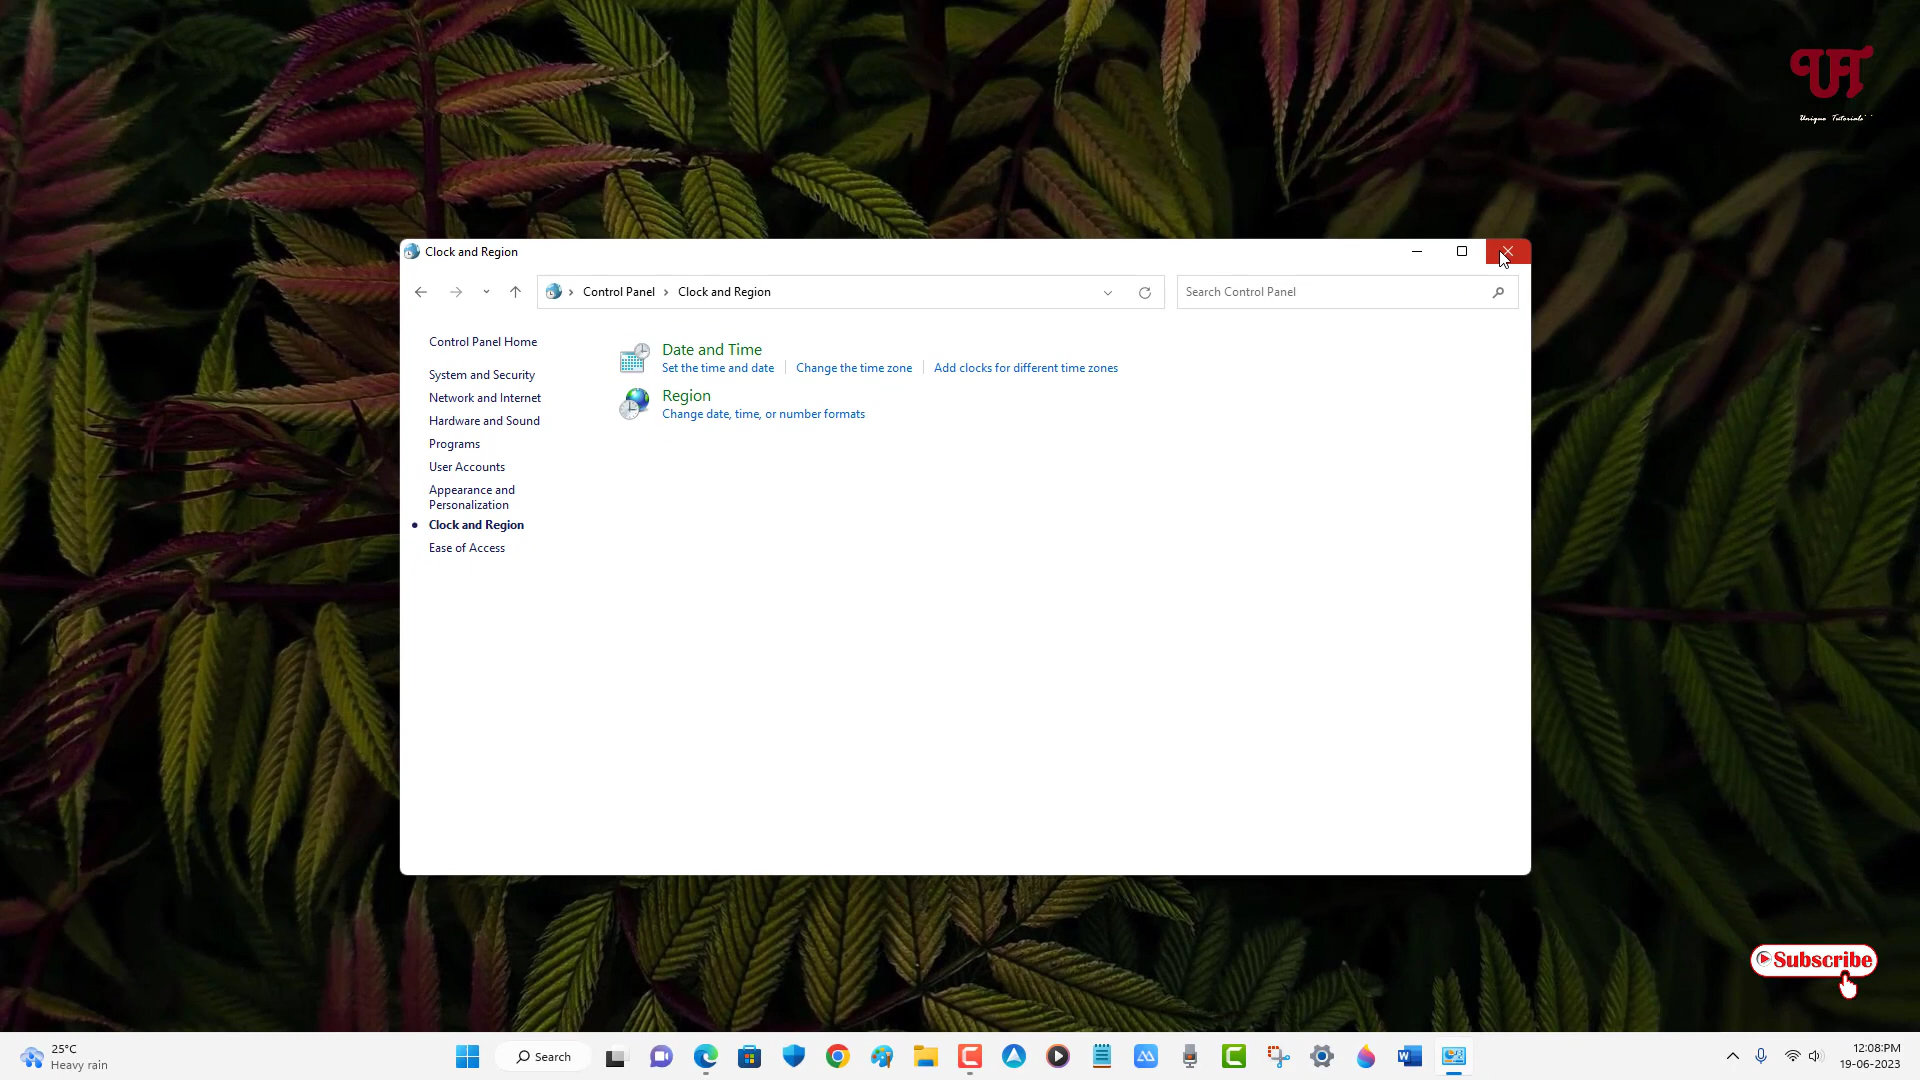 UT
Unique Tutorials
Clock and Region
Control Panel
Clock and Region
Search Control Panel
Control Panel Home
System and Security
Network and Internet
Hardware and Sound
Programs
User Accounts
Appearance and
Personalization
Clock and Region
Ease of Access
Date and Time
Set the time and date
Change the time zone
Add clocks for different time zones
Region
Change date, time, or number formats
Subscribe
25°C
Heavy rain
Search
12:08:PM
19-06-2023